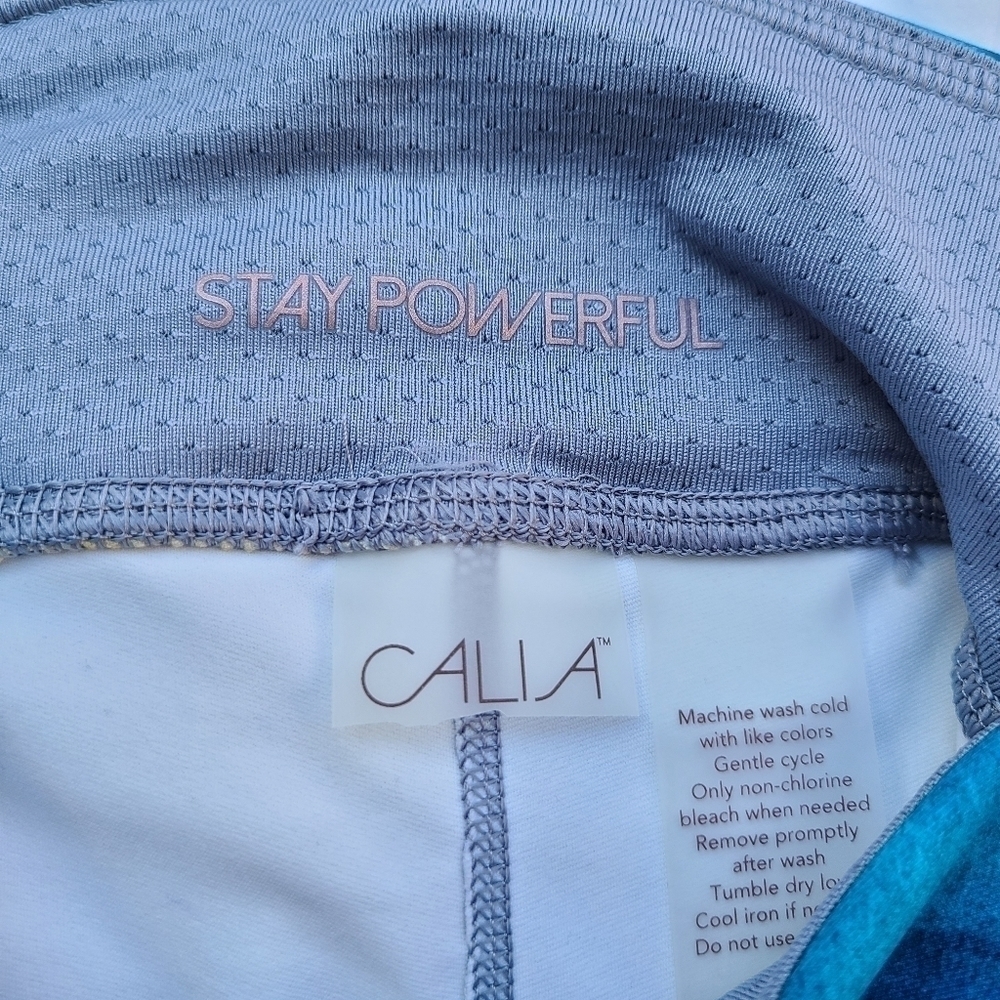 STAY POWERFUL
CALIA™
Machine wash cold
with like colors
Gentle cycle
Only non-chlorine
bleach when needed
Remove promptly
after wash
Tumble dry
Cool iron if
Do not use